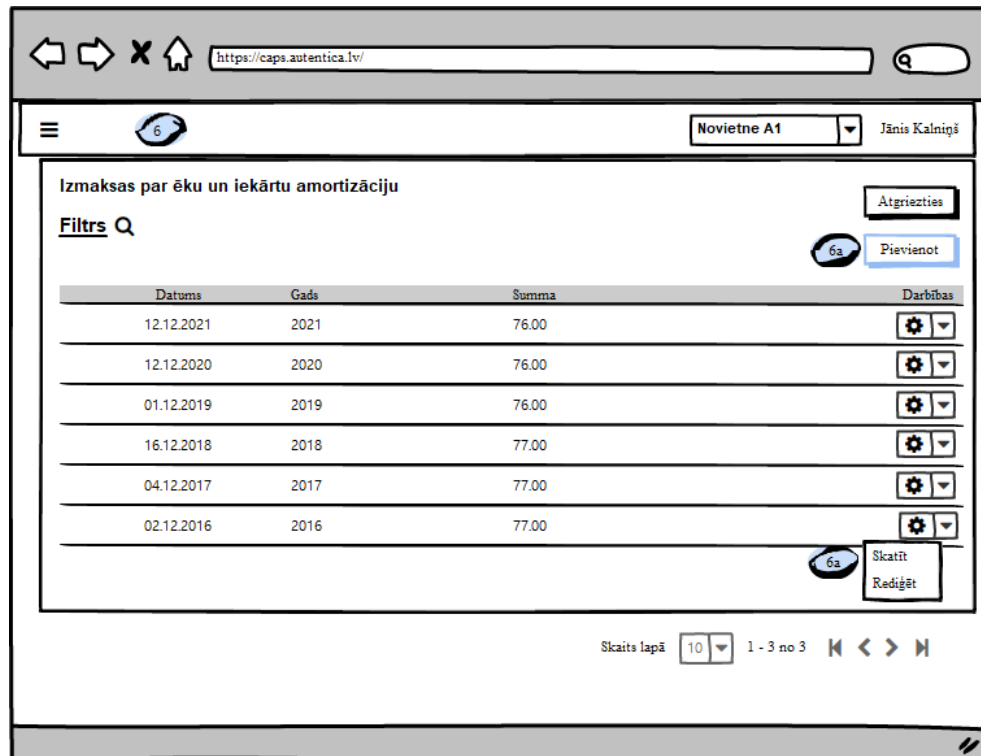 https://caps.autentica.lv/
6
Novietne A1
Jānis Kalniņš
Izmaksas par ēku un iekārtu amortizāciju
Atgriezties
Filtrs
6a
Pievienot
Datums Gads Summa Darbības
12.12.2021 2021 76.00
12.12.2020 2020 76.00
01.12.2019 2019 76.00
16.12.2018 2018 77.00
04.12.2017 2017 77.00
02.12.2016 2016 77.00
6a
Skatīt
Rediģēt
Skaits lapā 10 1 - 3 no 3